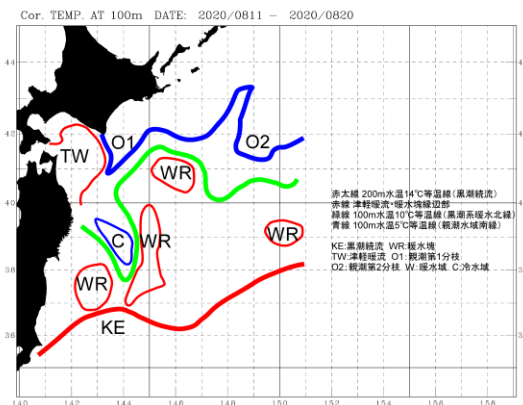 Cor. TEMP. AT 100m DATE: 2020/0811 − 2020/0820
4
4
O1
O2
42
4
TW
WR
赤太線 200m水温14℃等温線(黒潮続流)
赤線 津軽暖流・暖水塊縁辺部
緑線 100m水温10℃等温線(黒潮系暖水北縁)
青線 100m水温5℃等温線(親潮水域南縁)
40
4
C
WR
WR
KE:黒潮続流 WR:暖水塊
TW:津軽暖流 O1:親潮第1分枝
O2:親潮第2分枝 W:暖水域 C:冷水域
38
3
WR
KE
36
3
140 142 144 146 148 150 152 154 156 158